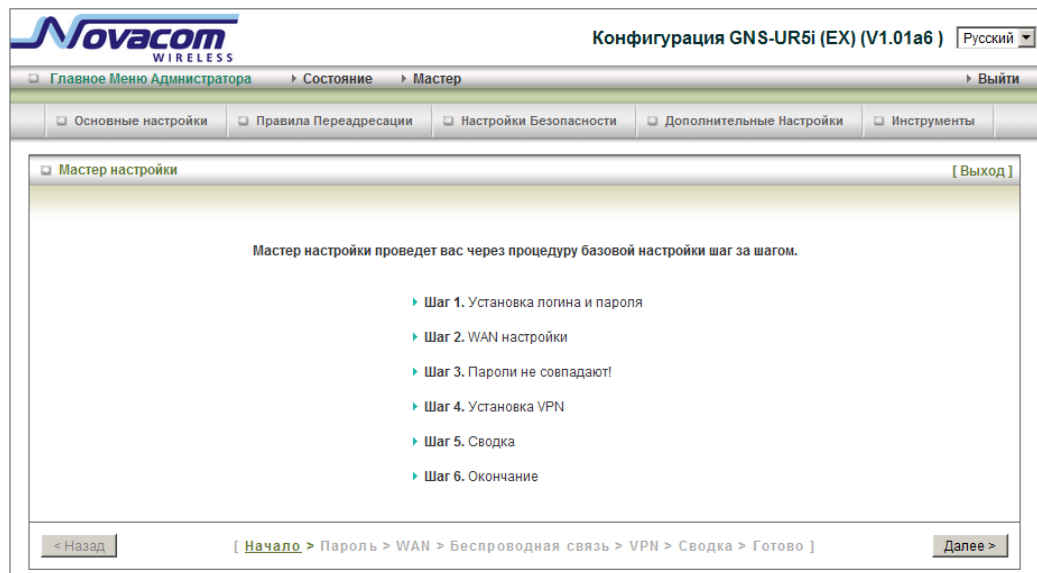 Novacom
WIRELESS
Конфигурация GNS-UR5i (EX) (V1.01a6 ) Русский
Главное Меню Администратора Состояние Мастер Выйти
Основные настройки Правила Переадресации Настройки Безопасности Дополнительные Настройки Инструменты
Мастер настройки [ Выход ]
Мастер настройки проведет вас через процедуру базовой настройки шаг за шагом.
Шаг 1. Установка логина и пароля
Шаг 2. WAN настройки
Шаг 3. Пароли не совпадают!
Шаг 4. Установка VPN
Шаг 5. Сводка
Шаг 6. Окончание
< Назад [ Начало > Пароль > WAN > Беспроводная связь > VPN > Сводка > Готово ] Далее >